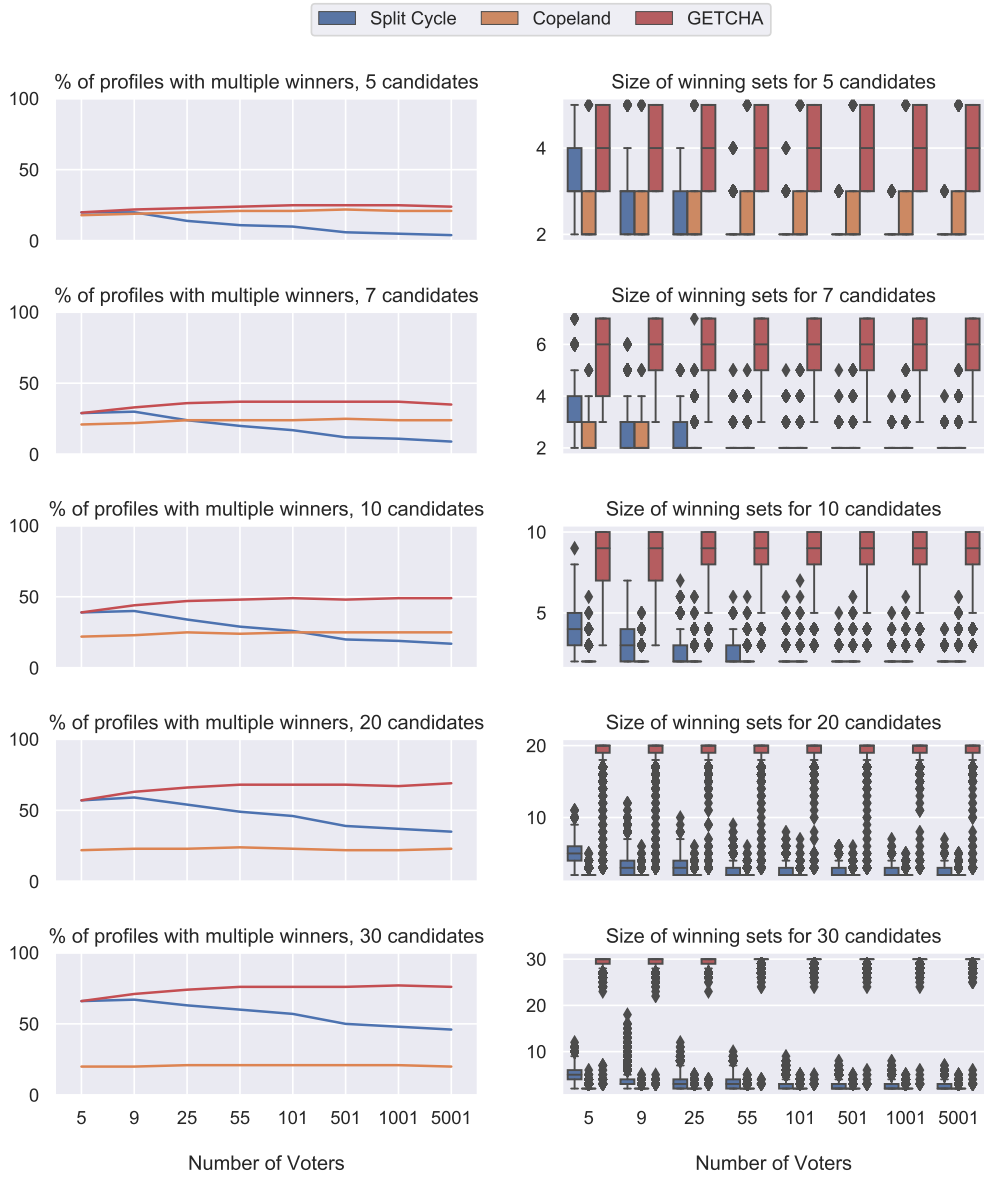 Split Cycle Copeland GETCHA
% of profiles with multiple winners, 5 candidates
100
50
0
Size of winning sets for 5 candidates
4
2
% of profiles with multiple winners, 7 candidates
100
50
0
Size of winning sets for 7 candidates
6
4
2
% of profiles with multiple winners, 10 candidates
100
50
0
Size of winning sets for 10 candidates
10
5
% of profiles with multiple winners, 20 candidates
100
50
0
Size of winning sets for 20 candidates
20
10
% of profiles with multiple winners, 30 candidates
100
50
0
5 9 25 55 101 501 1001 5001
Number of Voters
Size of winning sets for 30 candidates
30
20
10
5 9 25 55 101 501 1001 5001
Number of Voters